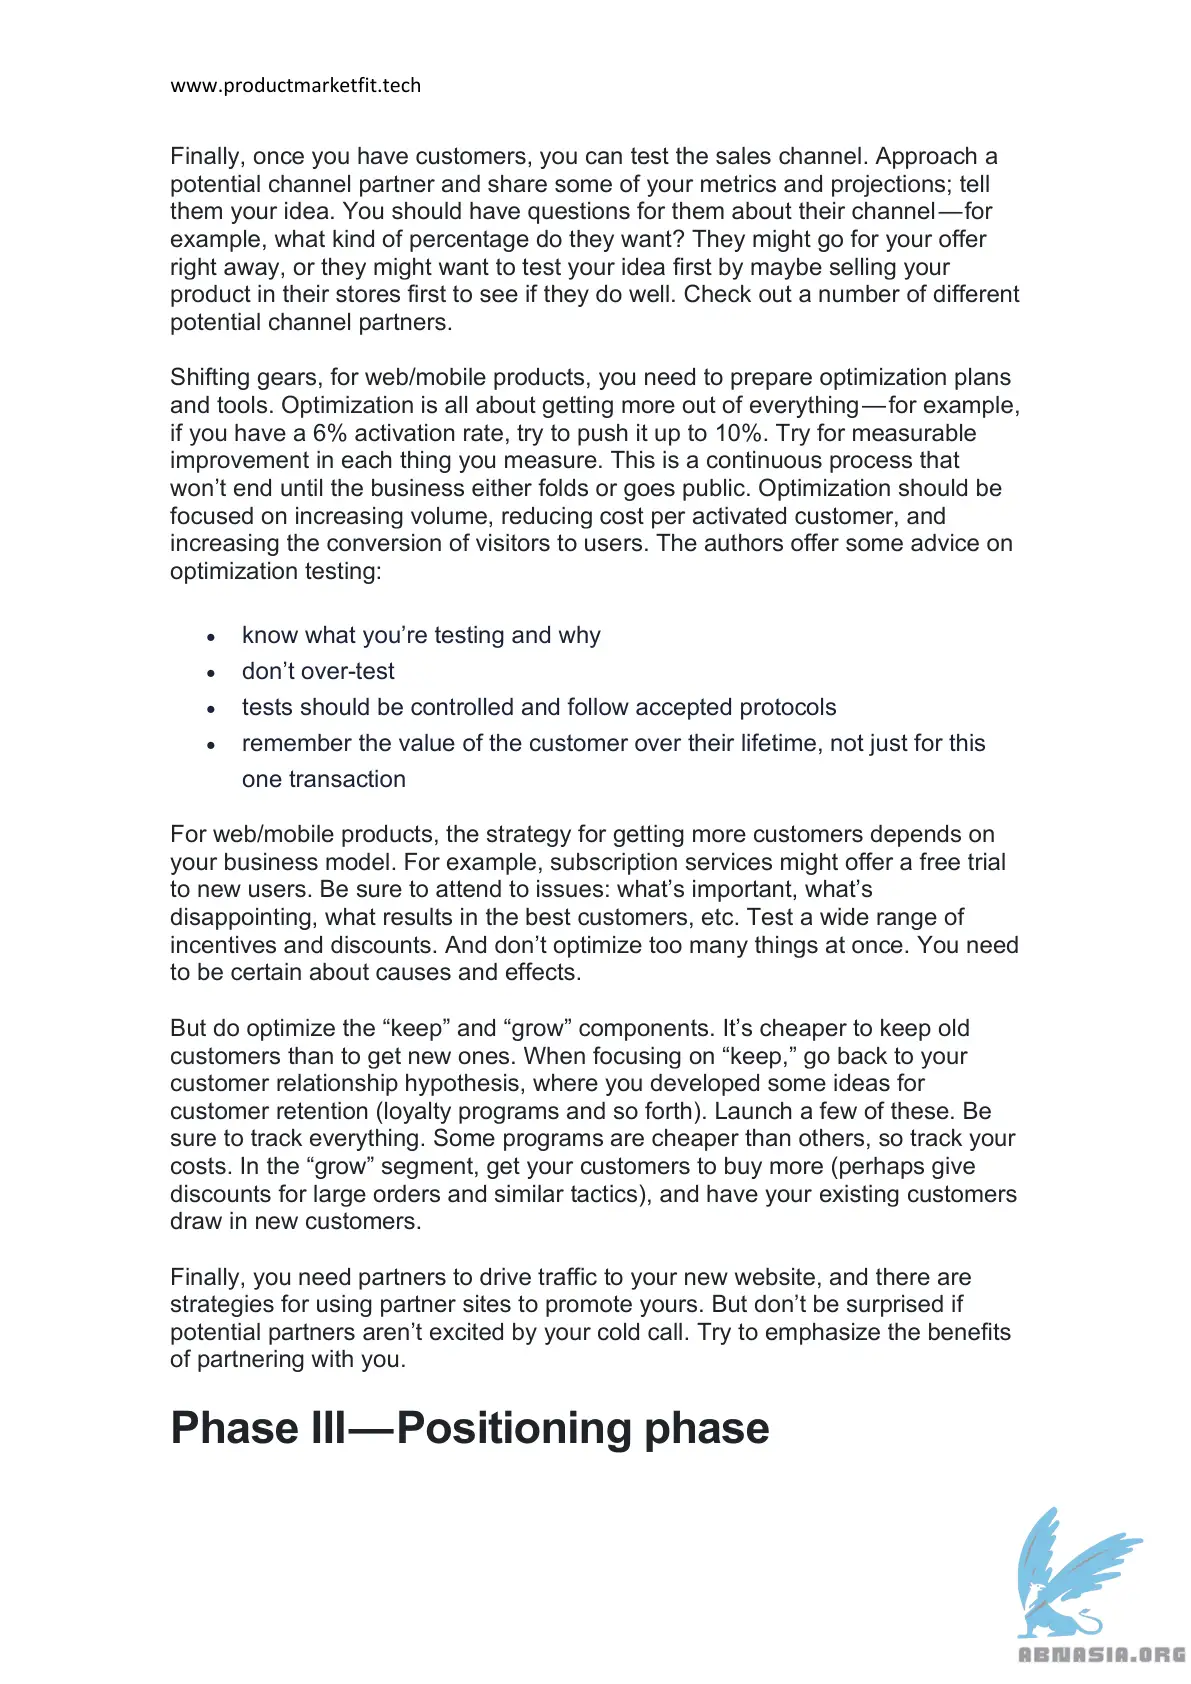 www.productmarketfit.tech
Finally, once you have customers, you can test the sales channel. Approach a
potential channel partner and share some of your metrics and projections; tell
them your idea. You should have questions for them about their channel — for
example, what kind of percentage do they want? They might go for your offer
right away, or they might want to test your idea first by maybe selling your
product in their stores first to see if they do well. Check out a number of different
potential channel partners.
Shifting gears, for web/mobile products, you need to prepare optimization plans
and tools. Optimization is all about getting more out of everything — for example,
if you have a 6% activation rate, try to push it up to 10%. Try for measurable
improvement in each thing you measure. This is a continuous process that
won’t end until the business either folds or goes public. Optimization should be
focused on increasing volume, reducing cost per activated customer, and
increasing the conversion of visitors to users. The authors offer some advice on
optimization testing:
• know what you’re testing and why
• don’t over-test
• tests should be controlled and follow accepted protocols
• remember the value of the customer over their lifetime, not just for this
one transaction
For web/mobile products, the strategy for getting more customers depends on
your business model. For example, subscription services might offer a free trial
to new users. Be sure to attend to issues: what’s important, what’s
disappointing, what results in the best customers, etc. Test a wide range of
incentives and discounts. And don’t optimize too many things at once. You need
to be certain about causes and effects.
But do optimize the “keep” and “grow” components. It’s cheaper to keep old
customers than to get new ones. When focusing on “keep,” go back to your
customer relationship hypothesis, where you developed some ideas for
customer retention (loyalty programs and so forth). Launch a few of these. Be
sure to track everything. Some programs are cheaper than others, so track your
costs. In the “grow” segment, get your customers to buy more (perhaps give
discounts for large orders and similar tactics), and have your existing customers
draw in new customers.
Finally, you need partners to drive traffic to your new website, and there are
strategies for using partner sites to promote yours. But don’t be surprised if
potential partners aren’t excited by your cold call. Try to emphasize the benefits
of partnering with you.
Phase III — Positioning phase
ABNASIA.ORG